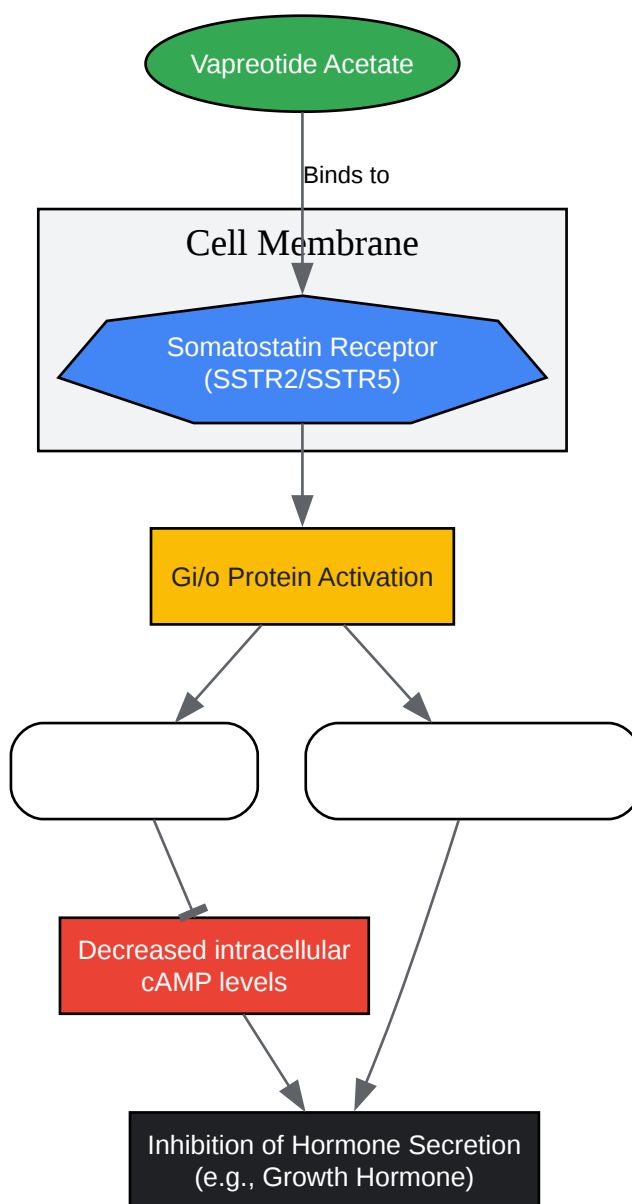 Vapreotide Acetate
Binds to
Cell Membrane
Somatostatin Receptor
(SSTR2/SSTR5)
Gi/o Protein Activation
Decreased intracellular
cAMP levels
Inhibition of Hormone Secretion
(e.g., Growth Hormone)